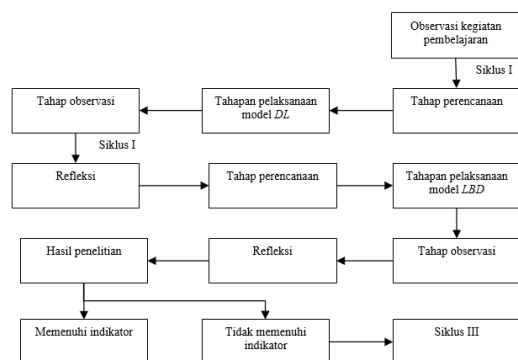 Observasi kegiatan
pembelajaran
Siklus I
Tahap observasi
Tahapan pelaksanaan
model DL
Tahap perencanaan
Siklus I
Refleksi
Tahap perencanaan
Tahapan pelaksanaan
model LBD
Hasil penelitian
Refleksi
Tahap observasi
Memenuhi indikator
Tidak memenuhi
indikator
Siklus III